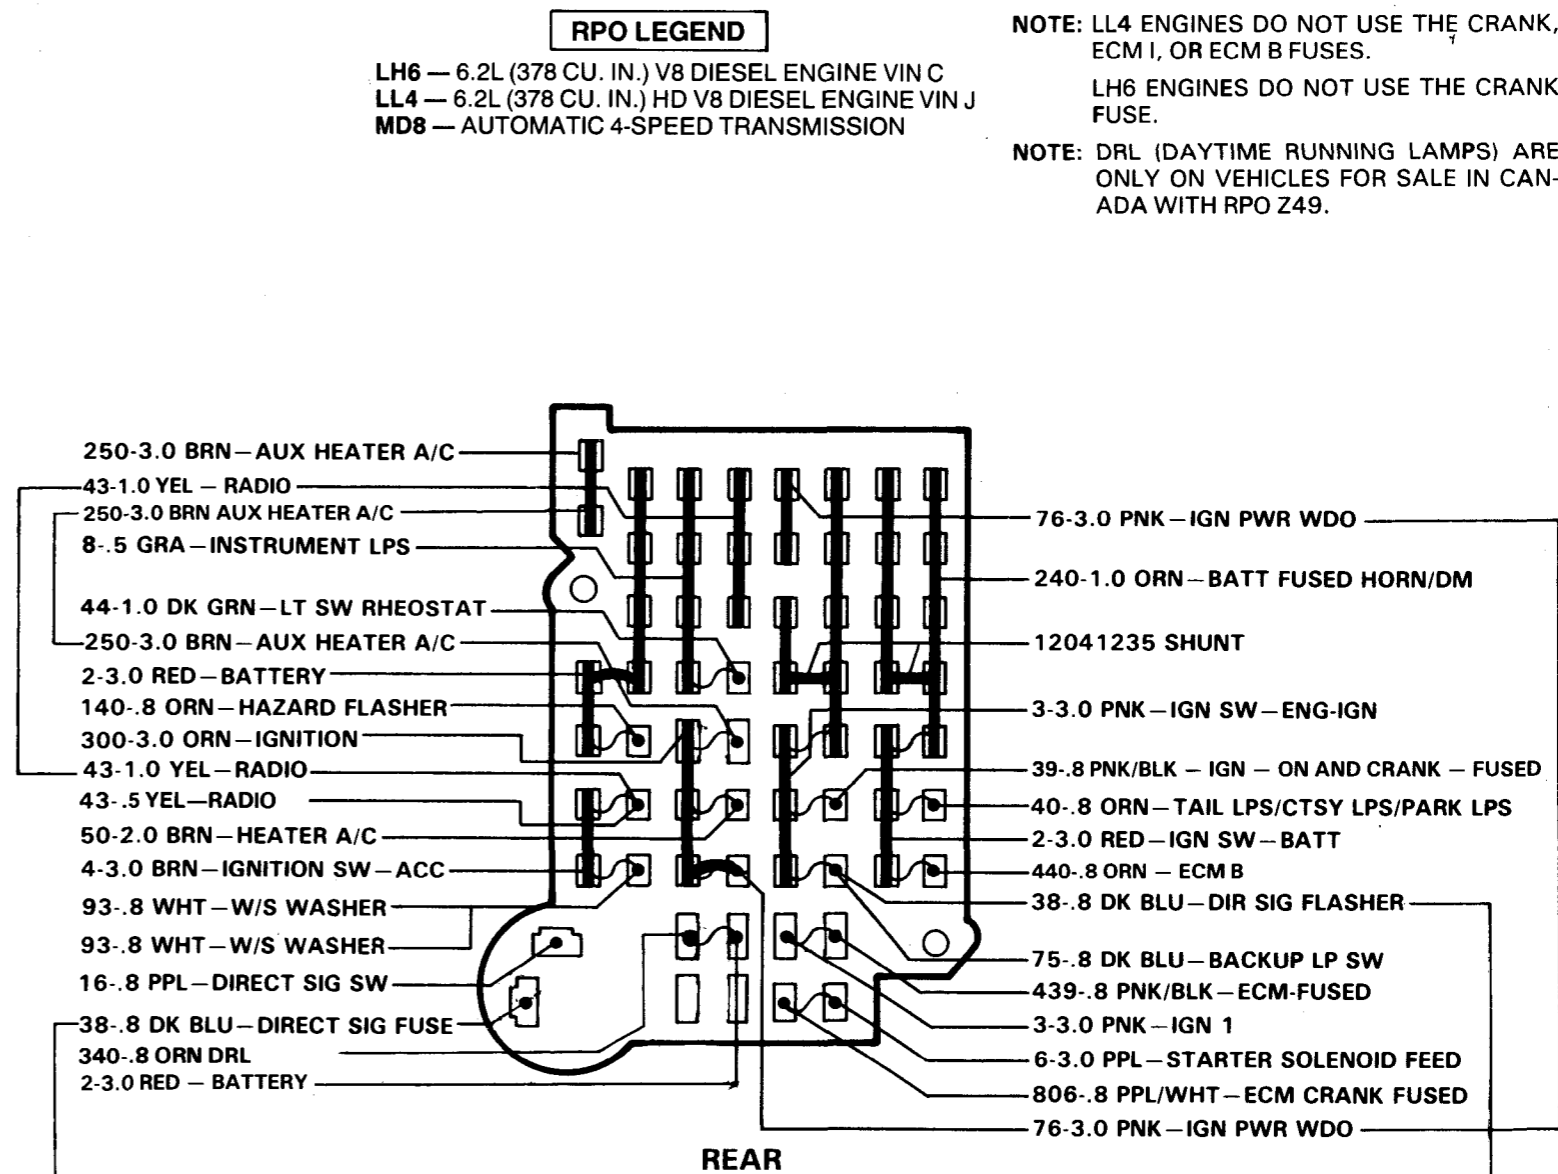 RPO LEGEND
LH6 — 6.2L (378 CU. IN.) V8 DIESEL ENGINE VIN C
LL4 — 6.2L (378 CU. IN.) HD V8 DIESEL ENGINE VIN J
MD8 — AUTOMATIC 4-SPEED TRANSMISSION
NOTE: LL4 ENGINES DO NOT USE THE CRANK,
ECM I, OR ECM B FUSES.
LH6 ENGINES DO NOT USE THE CRANK
FUSE.
NOTE: DRL (DAYTIME RUNNING LAMPS) ARE
ONLY ON VEHICLES FOR SALE IN CAN-
ADA WITH RPO Z49.
250-3.0 BRN—AUX HEATER A/C
43-1.0 YEL — RADIO
250-3.0 BRN AUX HEATER A/C
8-.5 GRA—INSTRUMENT LPS
44-1.0 DK GRN—LT SW RHEOSTAT
250-3.0 BRN—AUX HEATER A/C
2-3.0 RED—BATTERY
140-.8 ORN—HAZARD FLASHER
300-3.0 ORN—IGNITION
43-1.0 YEL—RADIO
43-.5 YEL—RADIO
50-2.0 BRN—HEATER A/C
4-3.0 BRN—IGNITION SW—ACC
93-.8 WHT—W/S WASHER
93-.8 WHT—W/S WASHER
16-.8 PPL—DIRECT SIG SW
38-.8 DK BLU—DIRECT SIG FUSE
340-.8 ORN DRL
2-3.0 RED — BATTERY
76-3.0 PNK—IGN PWR WDO
240-1.0 ORN—BATT FUSED HORN/DM
12041235 SHUNT
3-3.0 PNK—IGN SW—ENG-IGN
39-.8 PNK/BLK — IGN — ON AND CRANK — FUSED
40-.8 ORN—TAIL LPS/CTSY LPS/PARK LPS
2-3.0 RED—IGN SW—BATT
440-.8 ORN — ECM B
38-.8 DK BLU—DIR SIG FLASHER
75-.8 DK BLU—BACKUP LP SW
439-.8 PNK/BLK—ECM-FUSED
3-3.0 PNK—IGN 1
6-3.0 PPL—STARTER SOLENOID FEED
806-.8 PPL/WHT—ECM CRANK FUSED
76-3.0 PNK—IGN PWR WDO
REAR